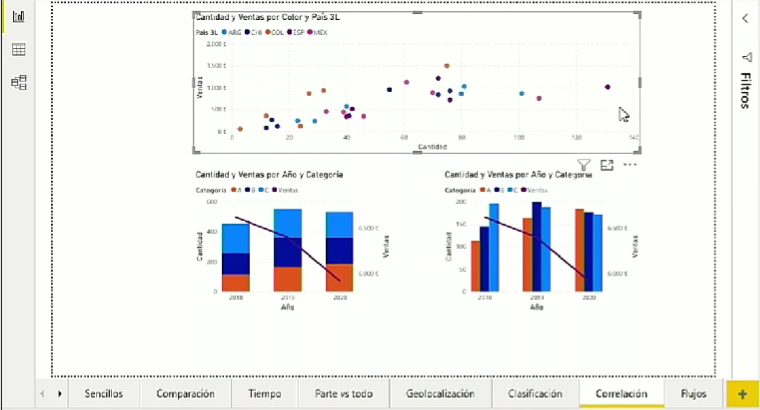 Cantidad y Ventas por Color y País 3L
País 3L ARG CHI COL ESP MEX
2.000 €
1.500 €
1.000 €
500 €
0 €
Ventas
0 20 40 60 80 100 120 140
Cantidad
Cantidad y Ventas por Año y Categoría
Categoría A B C Ventas
600
400
200
0
Cantidad
6.500 €
6.000 €
Ventas
2018 2019 2020
Año
Cantidad y Ventas por Año y Categoría
Categoría A B C Ventas
200
150
100
50
0
Cantidad
6.500 €
6.000 €
Ventas
2018 2019 2020
Año
Filtros
Sencillos Comparación Tiempo Parte vs todo Geolocalización Clasificación Correlación Flujos